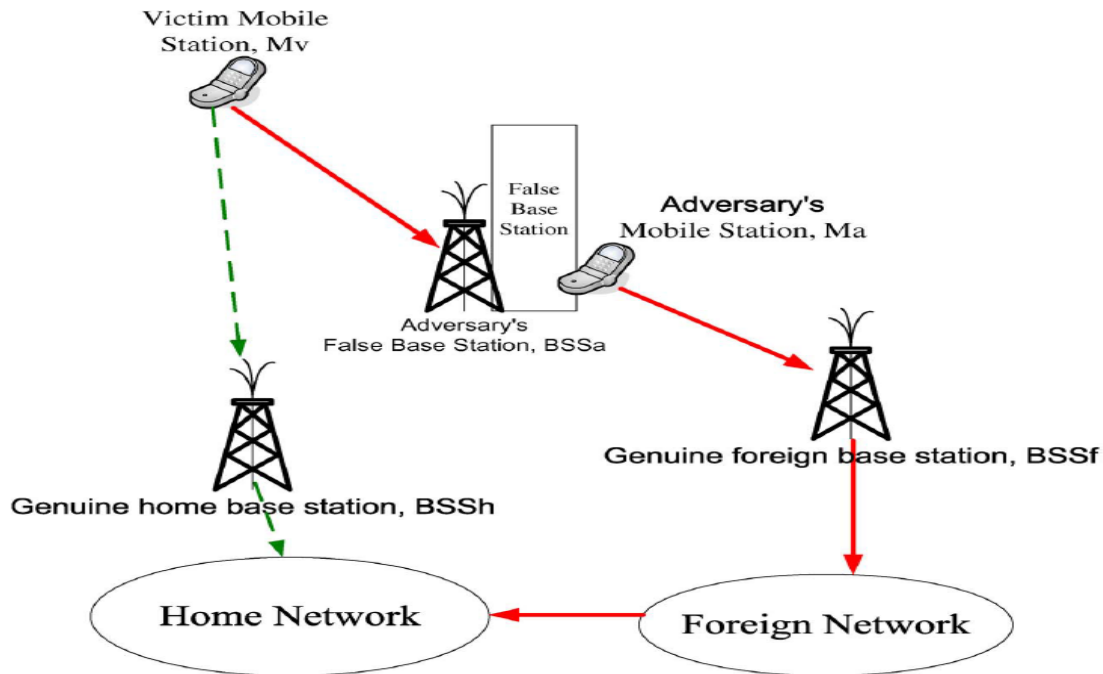 Victim Mobile
Station, Mv
False
Base
Station
Adversary's
Mobile Station, Ma
Adversary's
False Base Station, BSSa
Genuine foreign base station, BSSf
Genuine home base station, BSSh
Home Network
Foreign Network